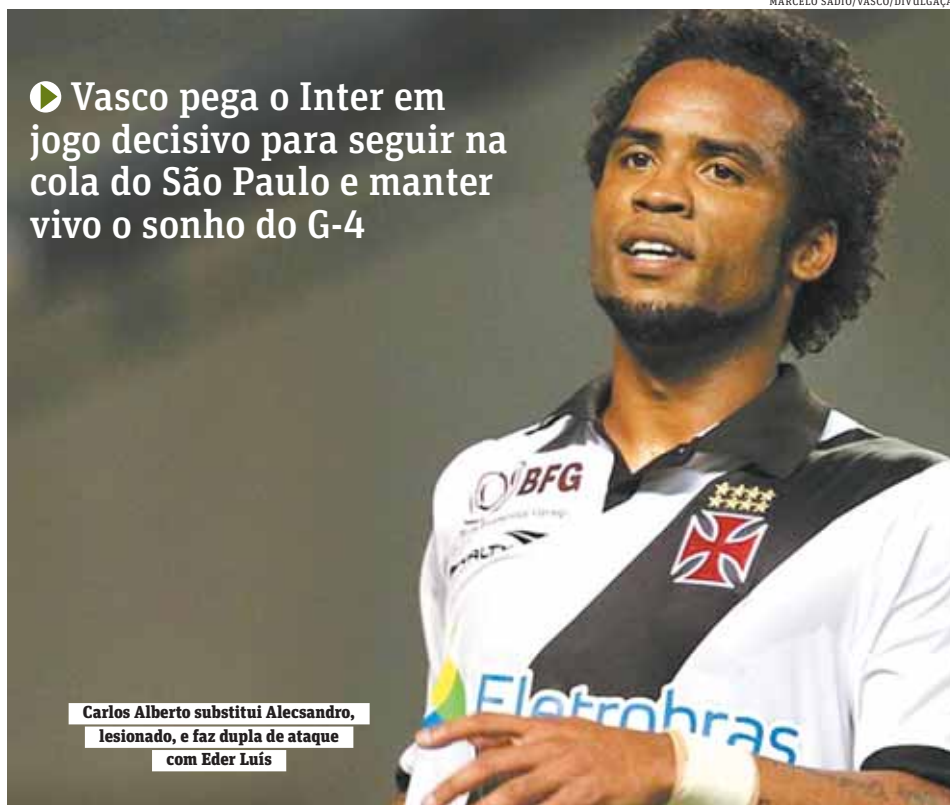 MARCELO SADIO/VASCO/DIVULGAÇÃ
Vasco pega o Inter em
jogo decisivo para seguir na
cola do São Paulo e manter
vivo o sonho do G-4
BFG
Eletrobras
Carlos Alberto substitui Alecsandro,
lesionado, e faz dupla de ataque
com Eder Luís